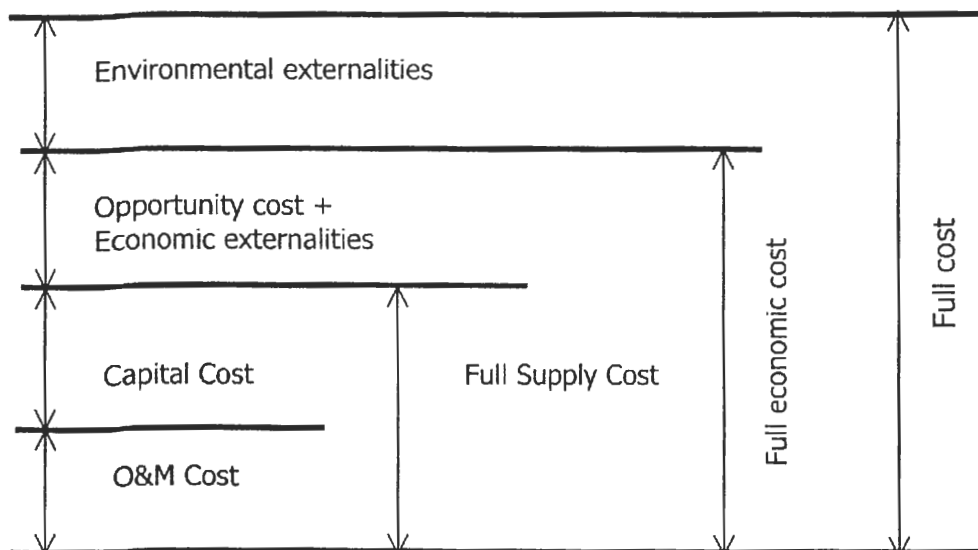 Environmental externalities
Opportunity cost +
Economic externalities
Capital Cost
Full Supply Cost
O&M Cost
Full economic cost
Full cost